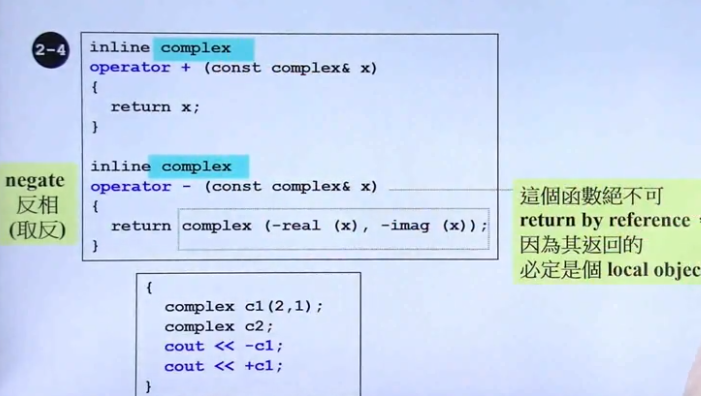 2-4
inline complex
operator + (const complex& x)
{
return x;
}
inline complex
operator - (const complex& x)
{
return complex (-real (x), -imag (x));
}
negate
反相
(取反)
這個函數絕不可
return by reference，
因為其返回的
必定是個 local objec
{
complex c1(2,1);
complex c2;
cout << -c1;
cout << +c1;
}